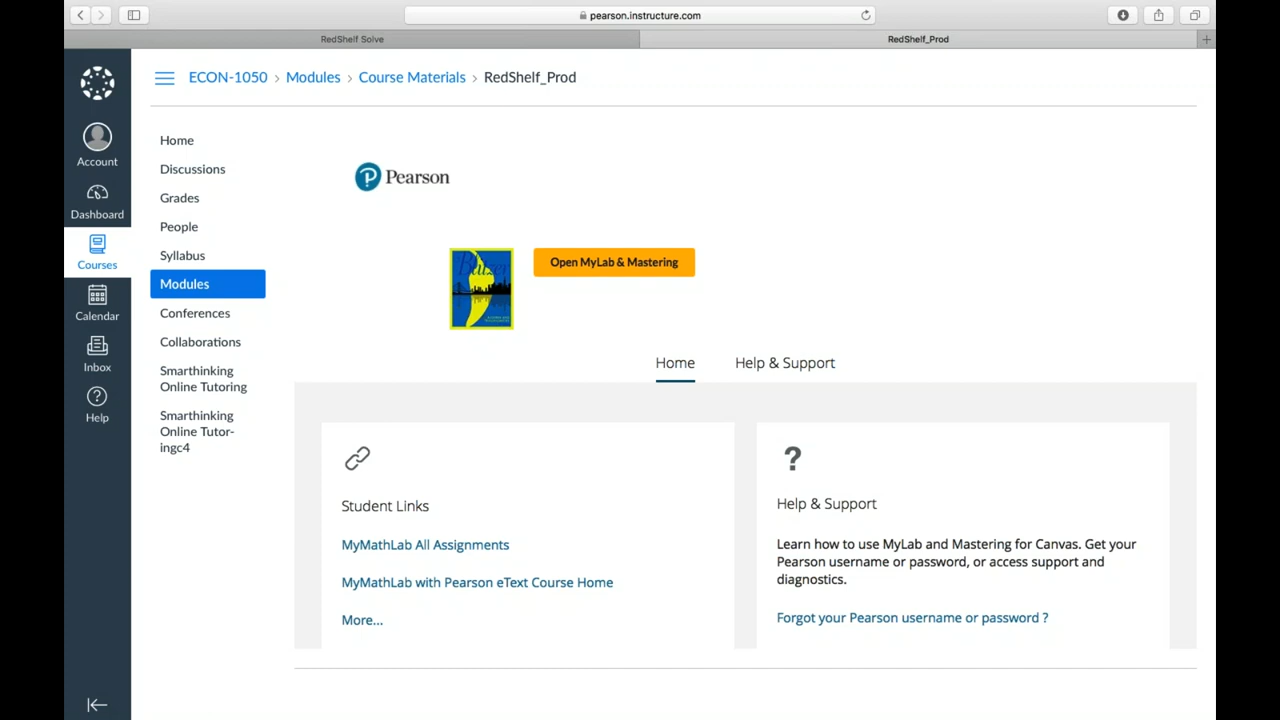 pearson.instructure.com
RedShelf Solve
RedShelf_Prod
ECON-1050 > Modules > Course Materials > RedShelf_Prod
Account
Dashboard
Courses
Calendar
Inbox
Help
Home
Discussions
Grades
People
Syllabus
Modules
Conferences
Collaborations
Smarthinking
Online Tutoring
Smarthinking
Online Tutor-
ingc4
Pearson
Blitzer
Open MyLab & Mastering
Home
Help & Support
Student Links
MyMathLab All Assignments
MyMathLab with Pearson eText Course Home
More...
?
Help & Support
Learn how to use MyLab and Mastering for Canvas. Get your
Pearson username or password, or access support and
diagnostics.
Forgot your Pearson username or password ?